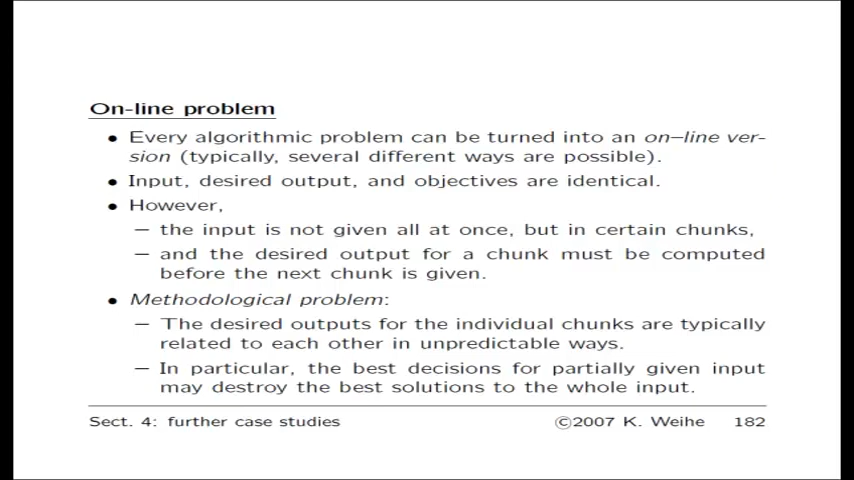 On-line problem
• Every algorithmic problem can be turned into an on–line ver-
sion (typically, several different ways are possible).
• Input, desired output, and objectives are identical.
• However,
– the input is not given all at once, but in certain chunks,
– and the desired output for a chunk must be computed
before the next chunk is given.
• Methodological problem:
– The desired outputs for the individual chunks are typically
related to each other in unpredictable ways.
– In particular, the best decisions for partially given input
may destroy the best solutions to the whole input.
Sect. 4: further case studies ©2007 K. Weihe 182